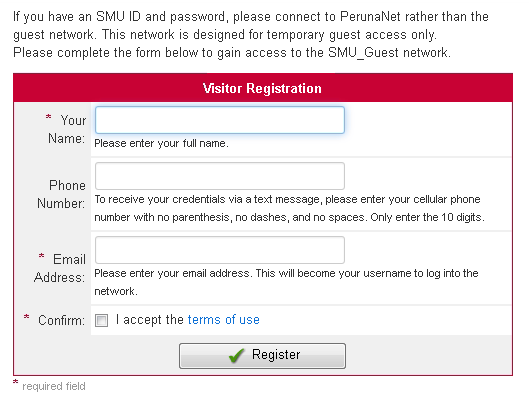 If you have an SMU ID and password, please connect to PerunaNet rather than the
guest network. This network is designed for temporary guest access only.
Please complete the form below to gain access to the SMU_Guest network.
Visitor Registration
* Your
Name:
Please enter your full name.
Phone
Number:
To receive your credentials via a text message, please enter your cellular phone
number with no parenthesis, no dashes, and no spaces. Only enter the 10 digits.
* Email
Address:
Please enter your email address. This will become your username to log into the
network.
* Confirm: I accept the terms of use
Register
* required field